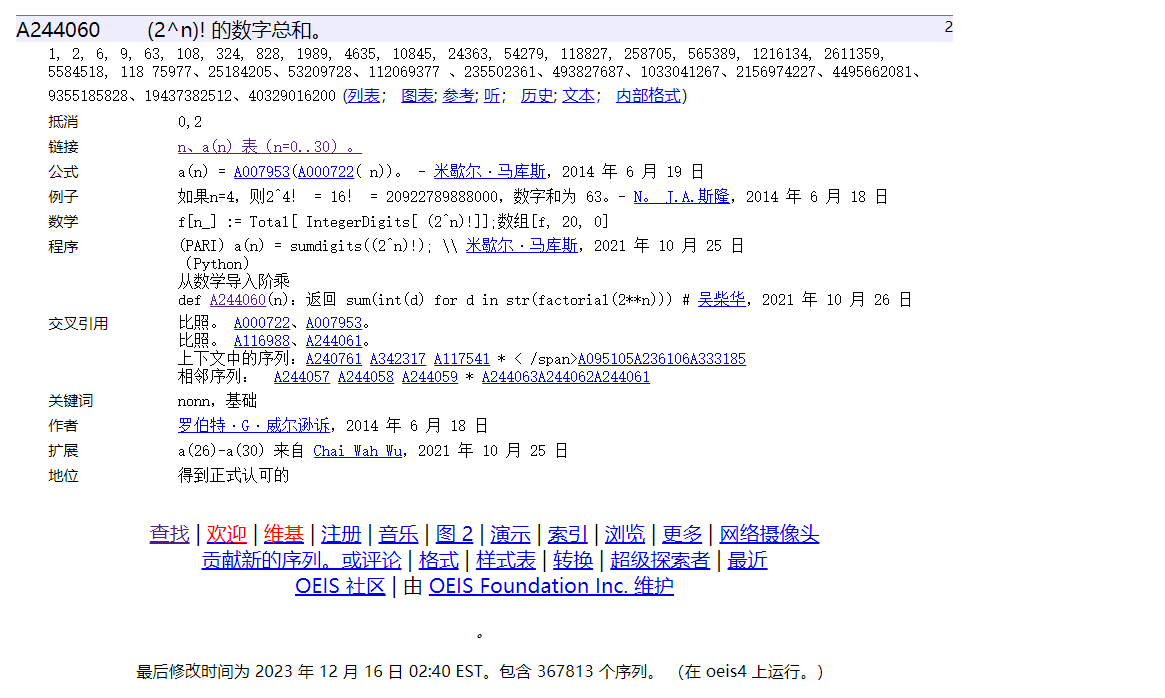 A244060 (2^n)! 的数字总和。 2
1, 2, 6, 9, 63, 108, 324, 828, 1989, 4635, 10845, 24363, 54279, 118827, 258705, 565389, 1216134, 2611359,
5584518, 118 75977、25184205、53209728、112069377 、235502361、493827687、1033041267、2156974227、4495662081、
9355185828、19437382512、40329016200 (列表; 图表; 参考; 听; 历史; 文本; 内部格式)
抵消 0,2
链接 n、a(n) 表 (n=0..30) 。
公式 a(n) = A007953(A000722( n))。 - 米歇尔·马库斯，2014 年 6 月 19 日
例子 如果n=4，则2^4! = 16! = 20922789888000，数字和为 63。- N。 J.A.斯隆，2014 年 6 月 18 日
数学 f[n_] := Total[ IntegerDigits[ (2^n)!]];数组[f, 20, 0]
程序 (PARI) a(n) = sumdigits((2^n)!); \\ 米歇尔·马库斯，2021 年 10 月 25 日
(Python)
从数学导入阶乘
def A244060(n)：返回 sum(int(d) for d in str(factorial(2**n))) # 吴柴华，2021 年 10 月 26 日
交叉引用 比照。 A000722、A007953。
比照。 A116988、A244061。
上下文中的序列：A240761 A342317 A117541 * < /span>A095105A236106A333185
相邻序列： A244057 A244058 A244059 * A244063A244062A244061
关键词 nonn，基础
作者 罗伯特·G·威尔逊诉，2014 年 6 月 18 日
扩展 a(26)-a(30) 来自 Chai Wah Wu，2021 年 10 月 25 日
地位 得到正式认可的
查找 | 欢迎 | 维基 | 注册 | 音乐 | 图 2 | 演示 | 索引 | 浏览 | 更多 | 网络摄像头
贡献新的序列。或评论 | 格式 | 样式表 | 转换 | 超级探索者 | 最近
OEIS 社区 | 由 OEIS Foundation Inc. 维护
。
最后修改时间为 2023 年 12 月 16 日 02:40 EST。包含 367813 个序列。 （在 oeis4 上运行。）